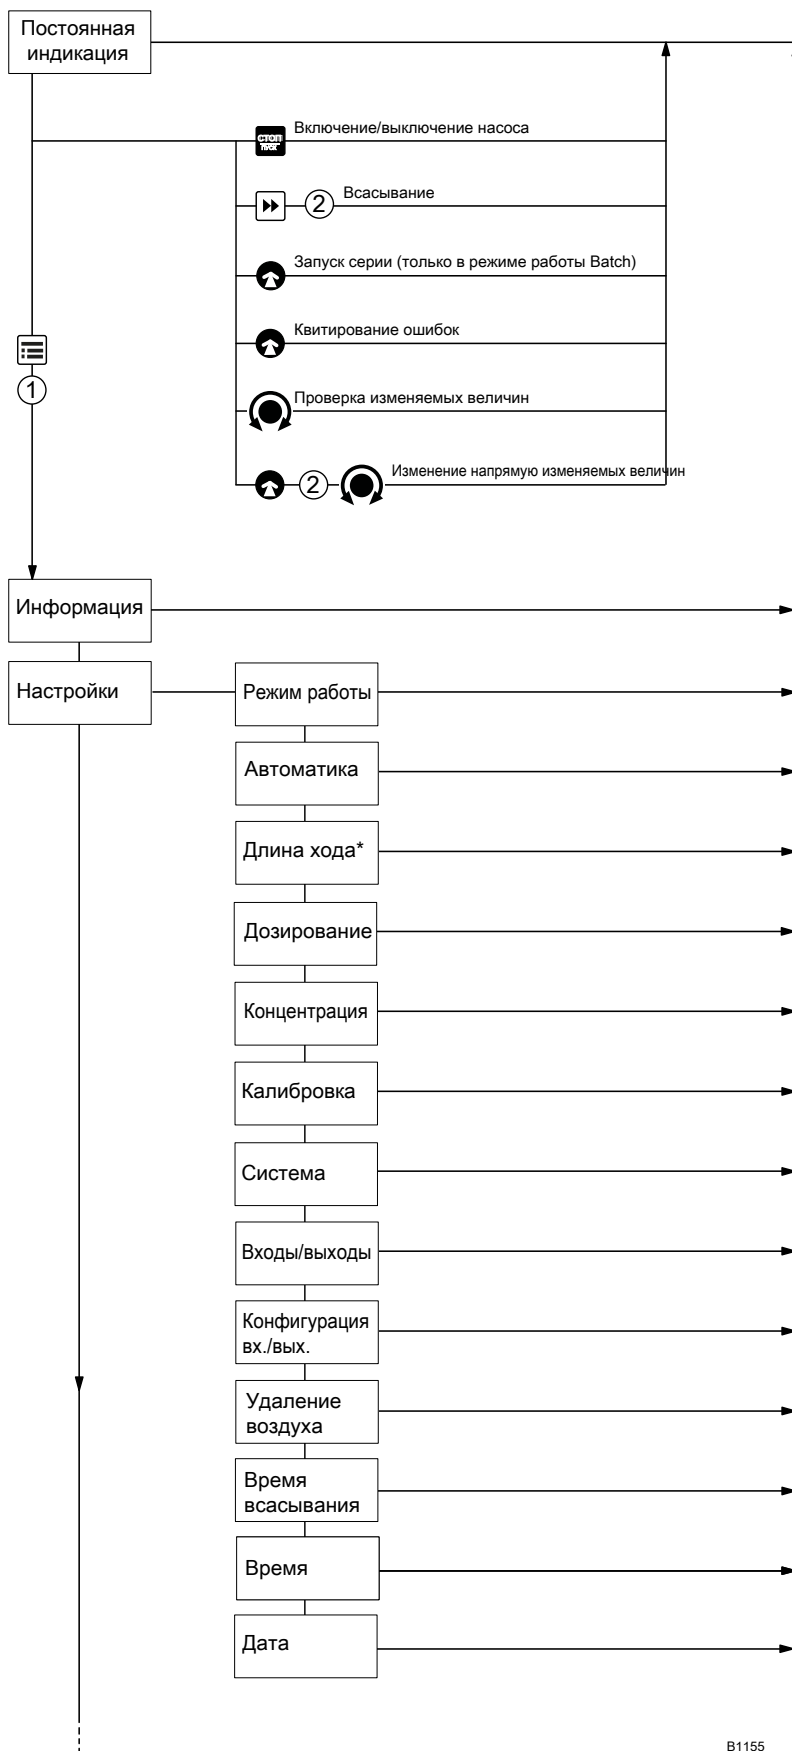 Постоянная
индикация
Включение/выключение насоса
СТОП
ПУСК
2 Всасывание
Запуск серии (только в режиме работы Batch)
Квитирование ошибок
1
Проверка изменяемых величин
2 Изменение напрямую изменяемых величин
Информация
Настройки
Режим работы
Автоматика
Длина хода*
Дозирование
Концентрация
Калибровка
Система
Входы/выходы
Конфигурация
вх./вых.
Удаление
воздуха
Время
всасывания
Время
Дата
B1155